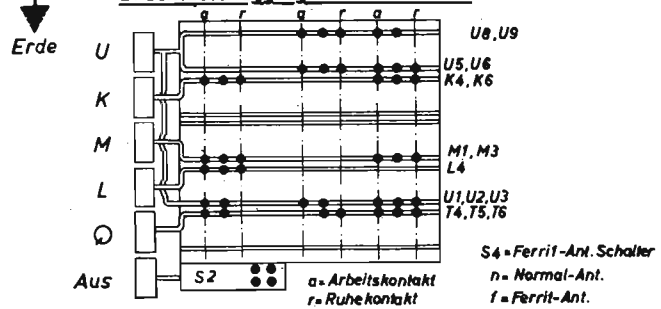 a r a r a r
Erde
U
U8,U9
U5,U6
K
K4,K6
M
M1,M3
L4
L
U1,U2,U3
T4,T5,T6
Q
S4=Ferrit-Ant. Schalter
Aus
S2
a=Arbeitskontakt
n=Normal-Ant.
r=Ruhekontakt
f=Ferrit-Ant.